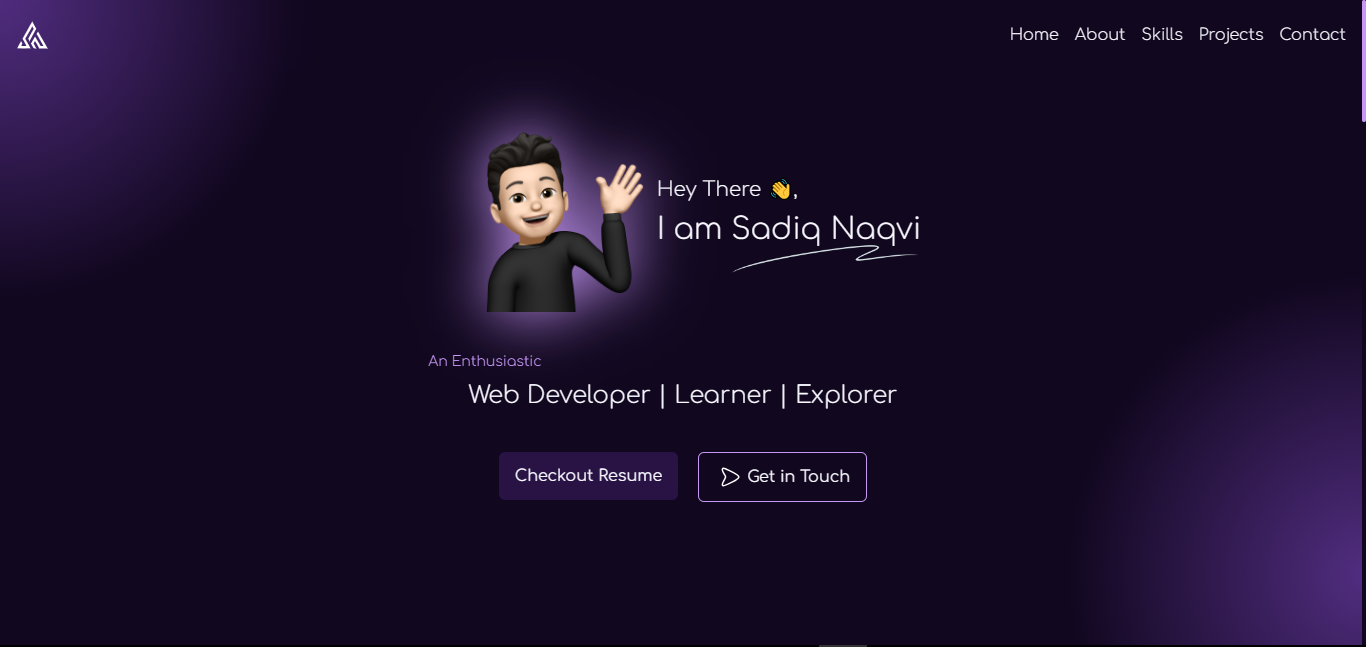 Home About Skills Projects Contact
Hey There 👋,
I am Sadiq Naqvi
An Enthusiastic
Web Developer | Learner | Explorer
Checkout Resume
Get in Touch